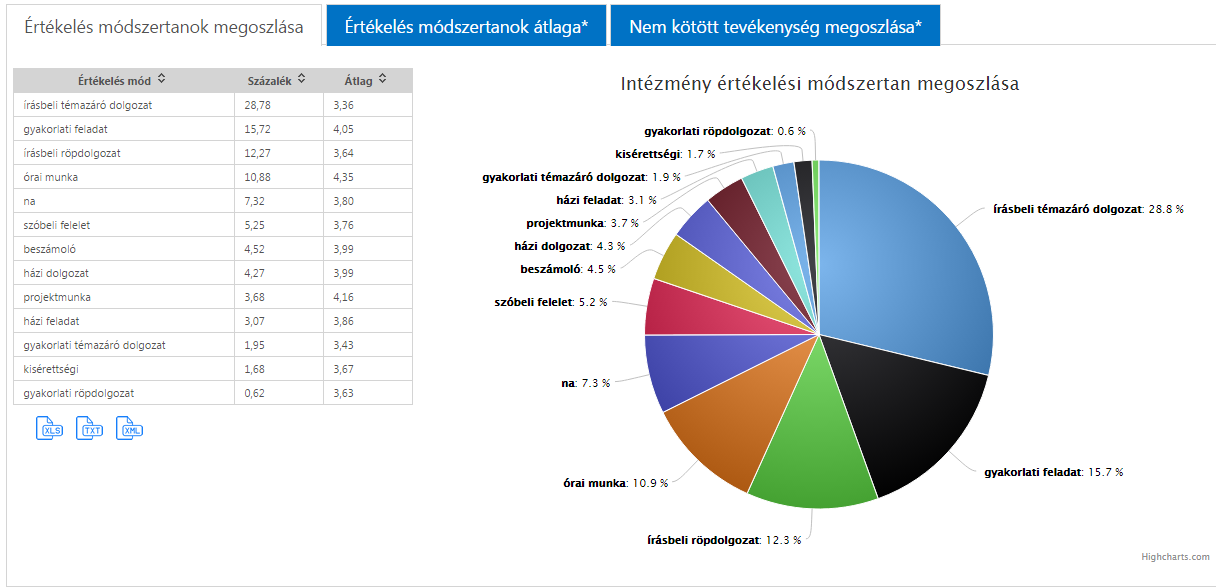 Értékelés módszertanok megoszlása
Értékelés módszertanok átlaga*
Nem kötött tevékenység megoszlása*
Értékelés mód Százalék Átlag
írásbeli témazáró dolgozat 28,78 3,36
gyakorlati feladat 15,72 4,05
írásbeli röpdolgozat 12,27 3,64
órai munka 10,88 4,35
na 7,32 3,80
szóbeli felelet 5,25 3,76
beszámoló 4,52 3,99
házi dolgozat 4,27 3,99
projektmunka 3,68 4,16
házi feladat 3,07 3,86
gyakorlati témazáró dolgozat 1,95 3,43
kisérettségi 1,68 3,67
gyakorlati röpdolgozat 0,62 3,63
XLS TXT XML
Intézmény értékelési módszertan megoszlása
gyakorlati röpdolgozat: 0.6 %
kisérettségi: 1.7 %
gyakorlati témazáró dolgozat: 1.9 %
házi feladat: 3.1 %
projektmunka: 3.7 %
házi dolgozat: 4.3 %
beszámoló: 4.5 %
szóbeli felelet: 5.2 %
na: 7.3 %
órai munka: 10.9 %
írásbeli röpdolgozat: 12.3 %
írásbeli témazáró dolgozat: 28.8 %
gyakorlati feladat: 15.7 %
Highcharts.com